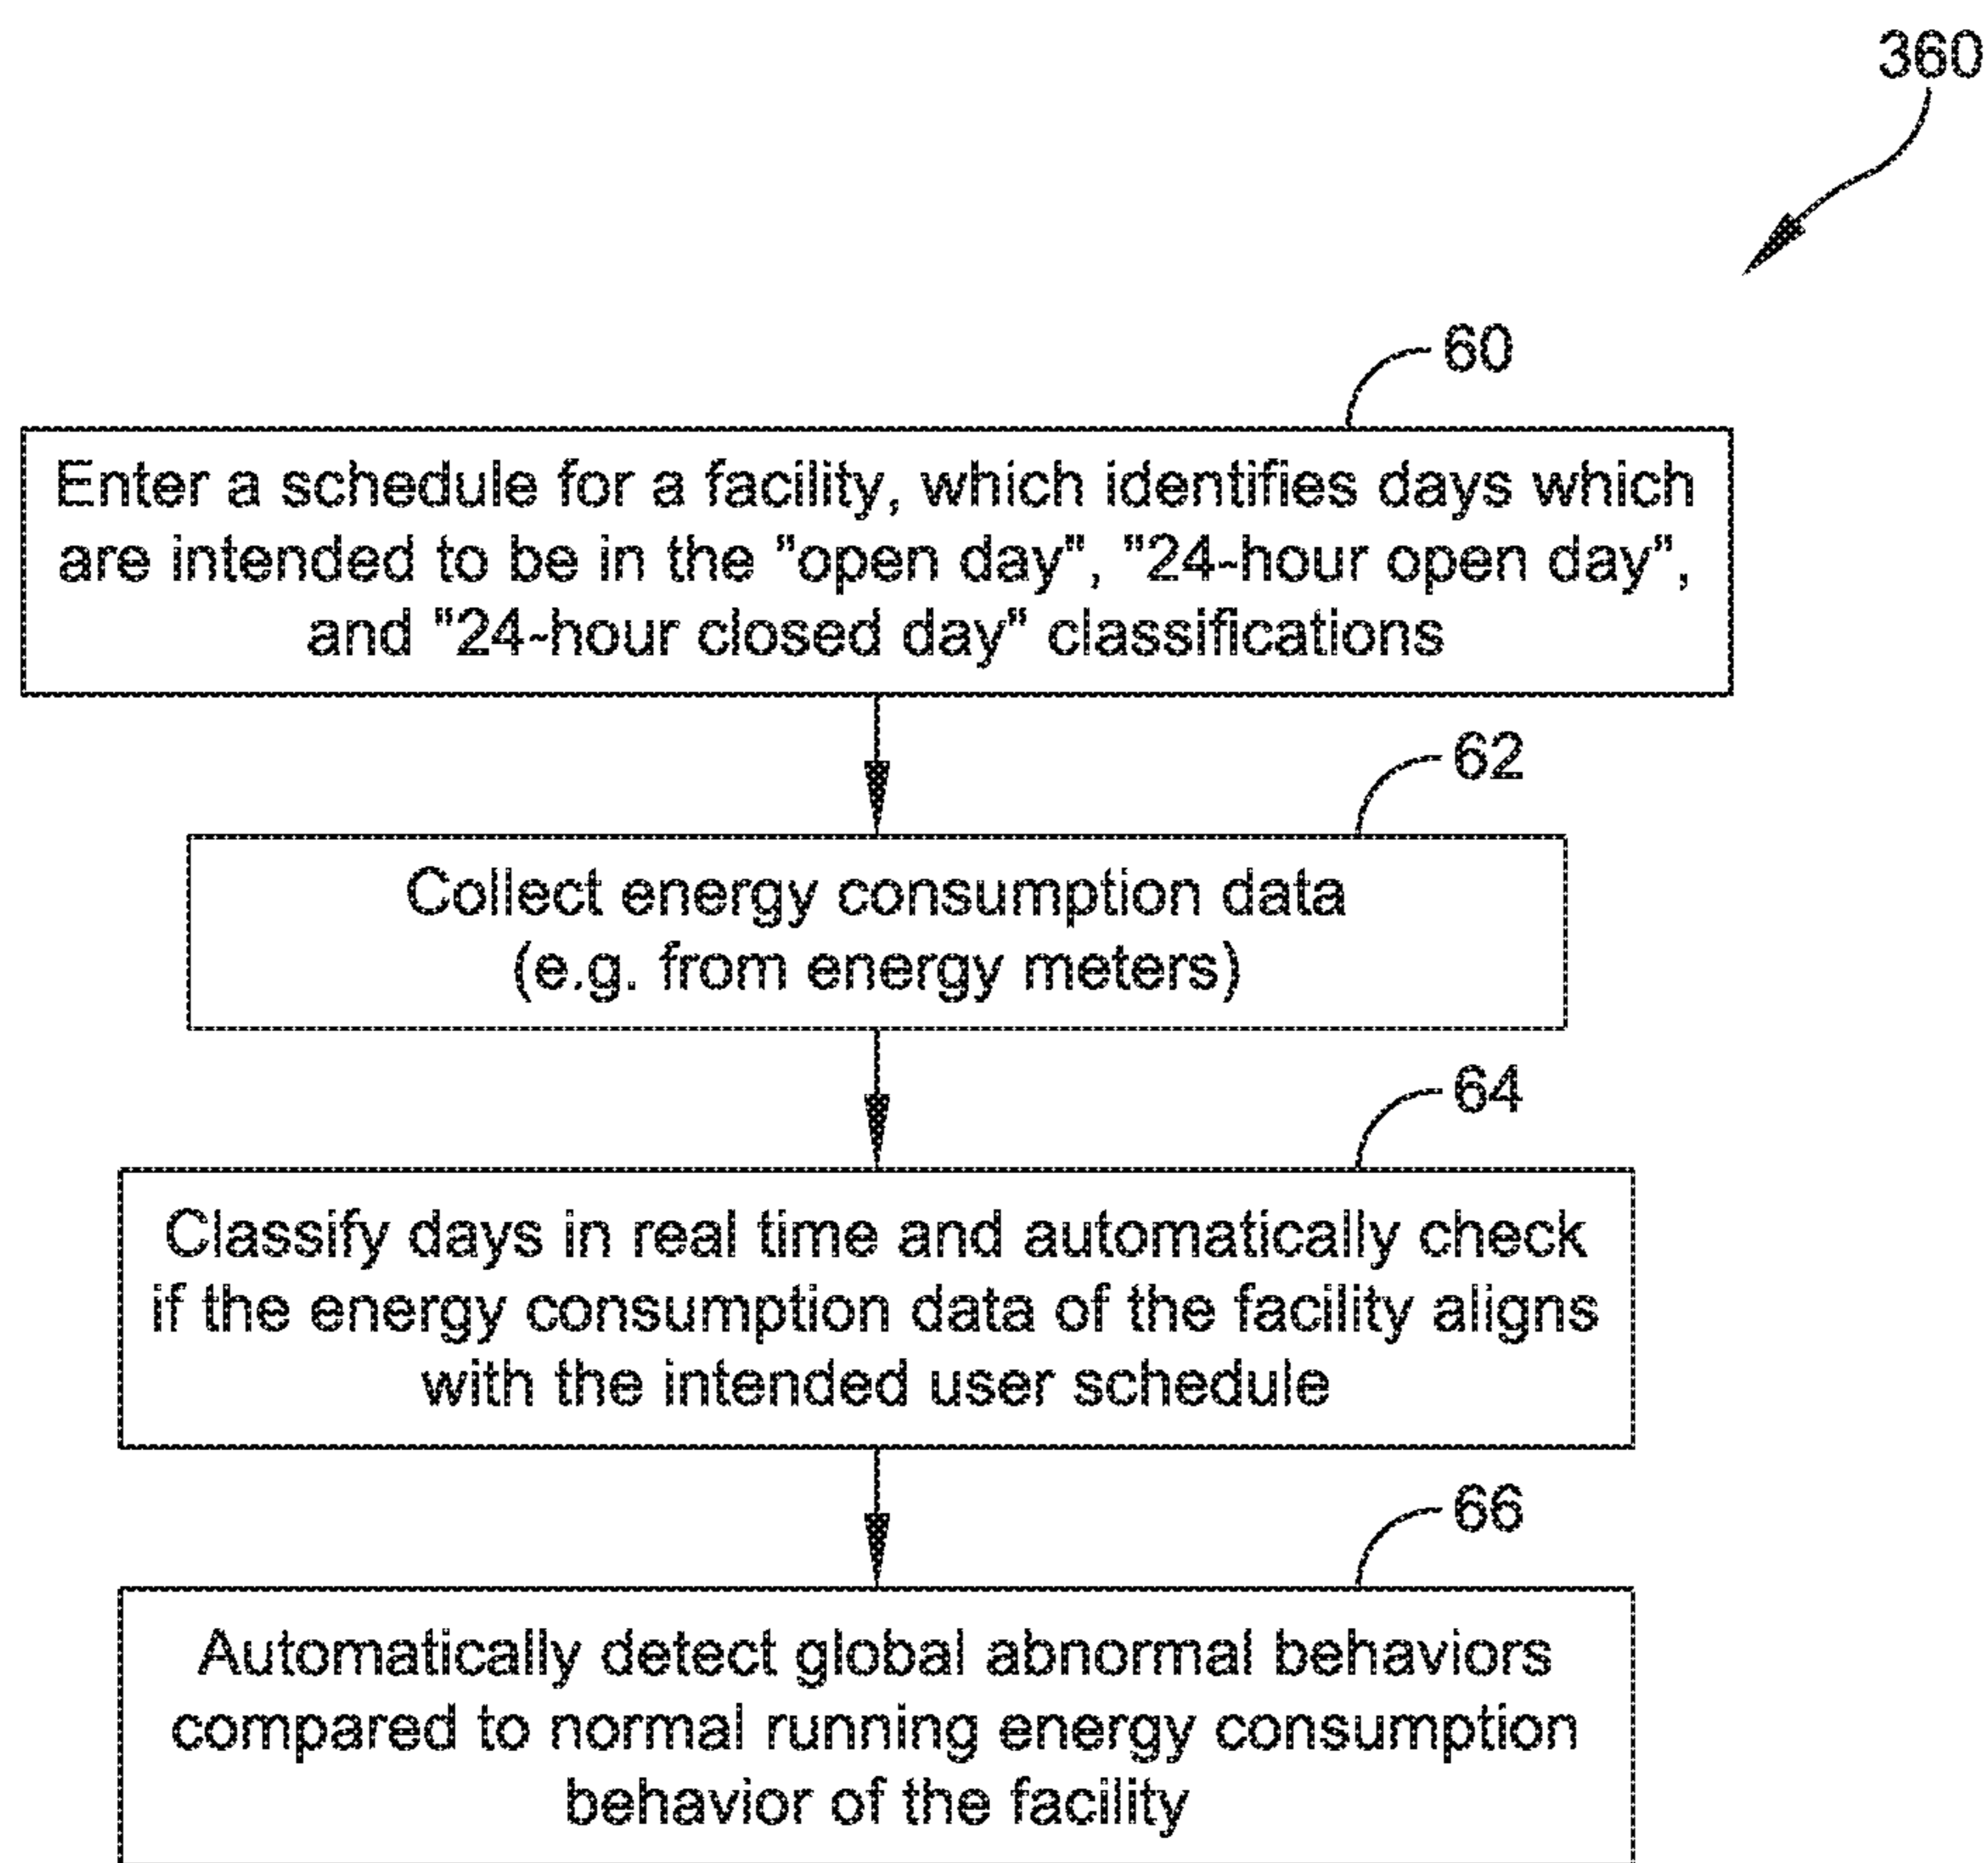 360
60
Enter a schedule for a facility, which identifies days which
are intended to be in the "open day", "24-hour open day",
and "24-hour closed day" classifications
62
Collect energy consumption data
(e.g. from energy meters)
64
Classify days in real time and automatically check
if the energy consumption data of the facility aligns
with the intended user schedule
66
Automatically detect global abnormal behaviors
compared to normal running energy consumption
behavior of the facility